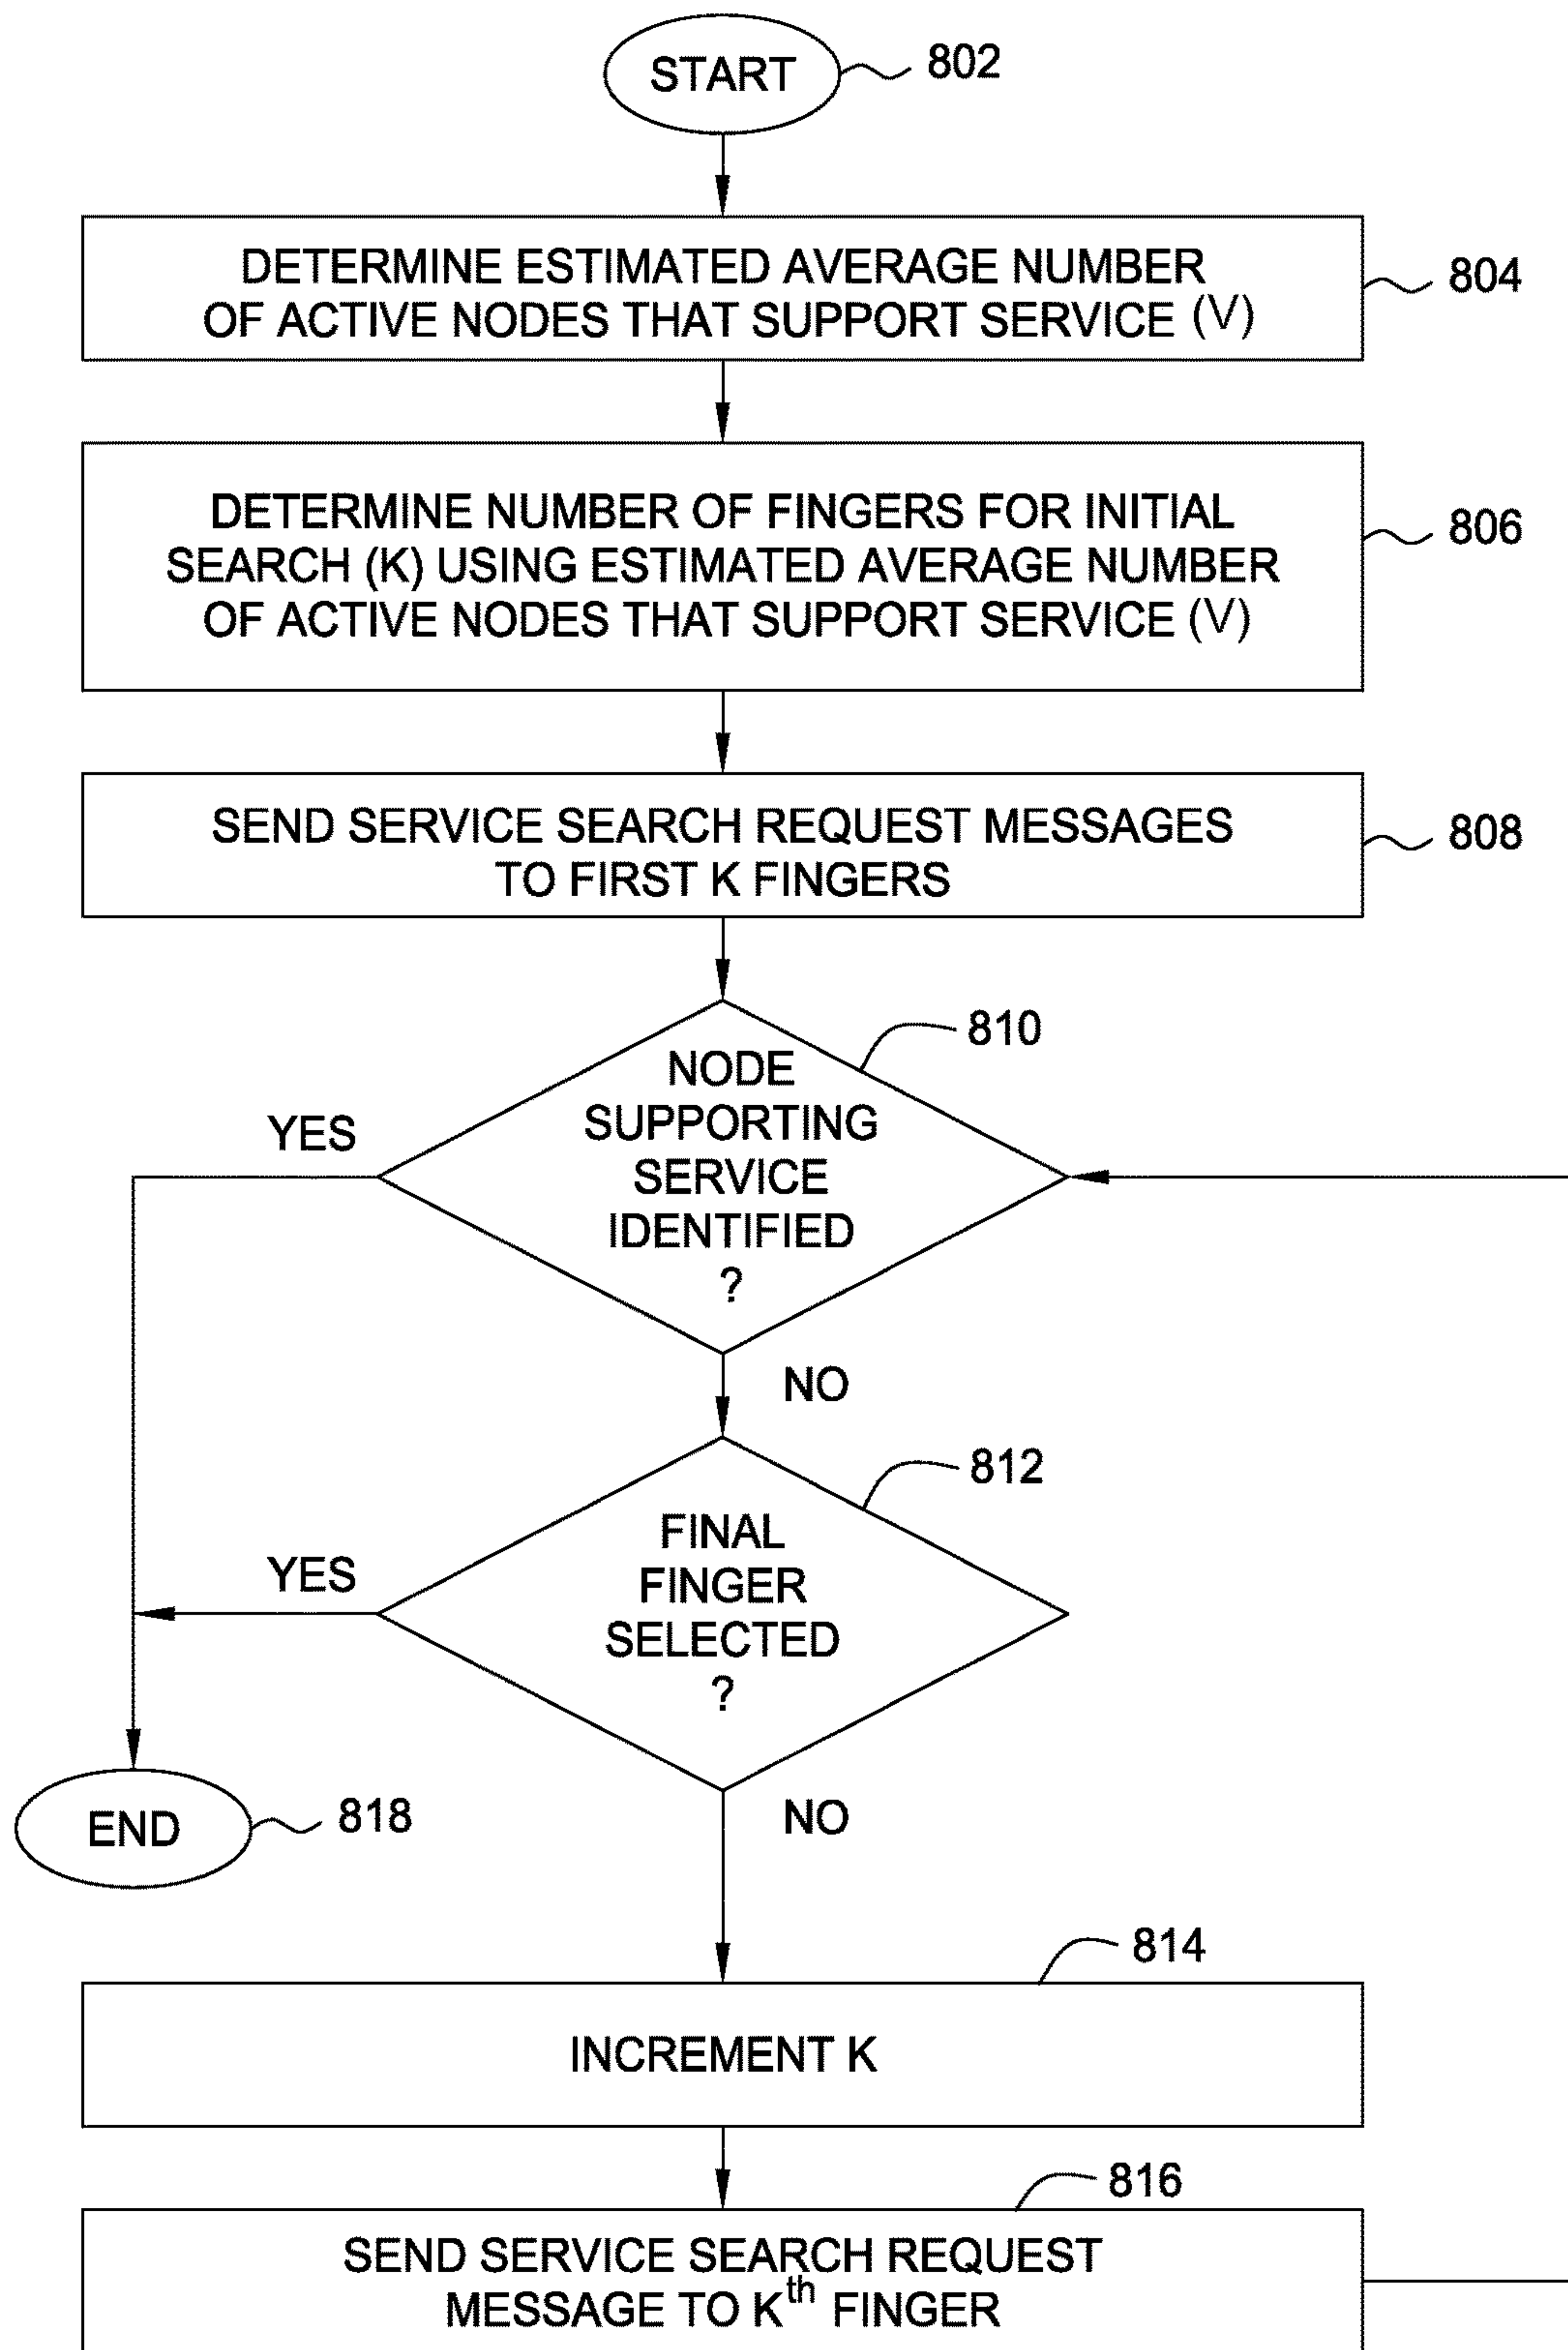 START
802
DETERMINE ESTIMATED AVERAGE NUMBER
OF ACTIVE NODES THAT SUPPORT SERVICE (V)
804
DETERMINE NUMBER OF FINGERS FOR INITIAL
SEARCH (K) USING ESTIMATED AVERAGE NUMBER
OF ACTIVE NODES THAT SUPPORT SERVICE (V)
806
SEND SERVICE SEARCH REQUEST MESSAGES
TO FIRST K FINGERS
808
810
NODE
SUPPORTING
SERVICE
IDENTIFIED
?
YES
NO
812
FINAL
FINGER
SELECTED
?
YES
NO
END
818
814
INCREMENT K
816
SEND SERVICE SEARCH REQUEST
MESSAGE TO Kth FINGER